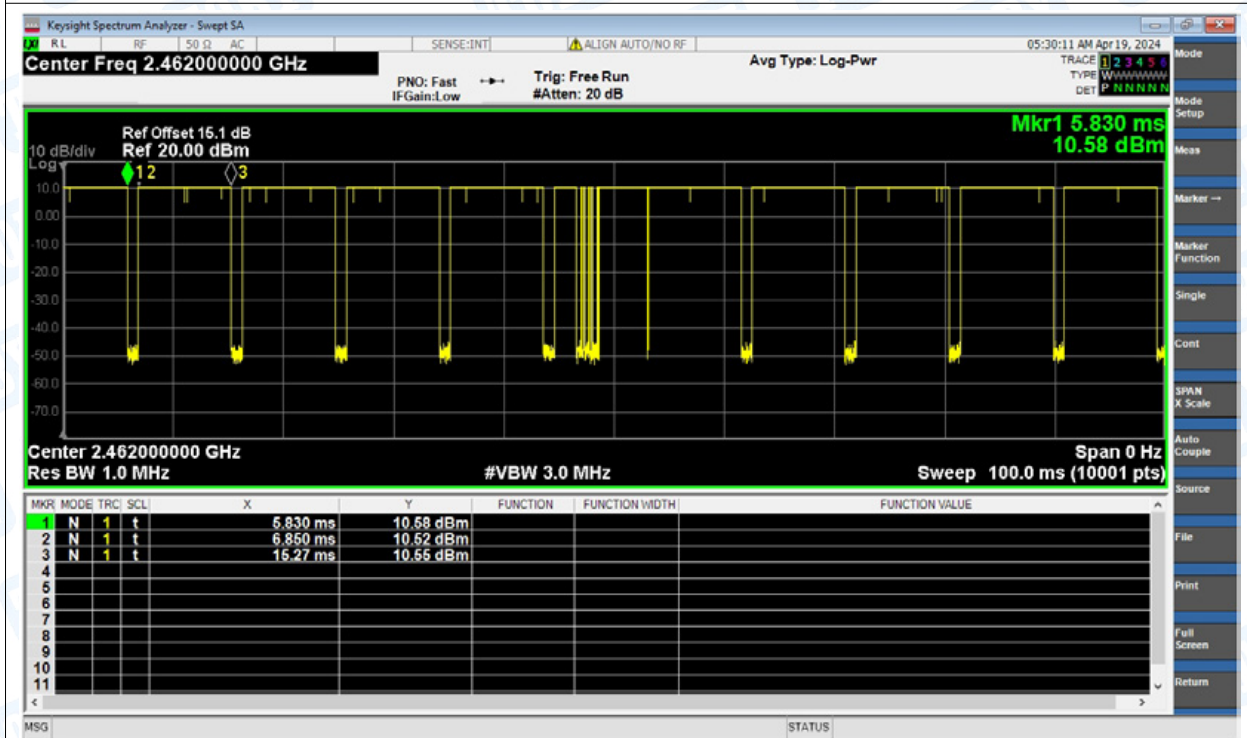 Keysight Spectrum Analyzer - Swept SA
LXI RL RF 50 Ω AC SENSE:INT ALIGN AUTO/NO RF 05:30:11 AM Apr 19, 2024
Center Freq 2.462000000 GHz
PNO: Fast
IFGain:Low
Trig: Free Run
#Atten: 20 dB
Avg Type: Log-Pwr
TRACE 1 2 3 4 5 6
TYPE WWWWWW
DET P N N N N N
Mkr1 5.830 ms
10.58 dBm
Ref Offset 15.1 dB
10 dB/div Ref 20.00 dBm
Log
1 2 3
10.0
0.00
-10.0
-20.0
-30.0
-40.0
-50.0
-60.0
-70.0
Center 2.462000000 GHz Span 0 Hz
Res BW 1.0 MHz #VBW 3.0 MHz Sweep 100.0 ms (10001 pts)
MKR MODE TRC SCL X Y FUNCTION FUNCTION WIDTH FUNCTION VALUE
1 N 1 t 5.830 ms 10.58 dBm
2 N 1 t 6.850 ms 10.52 dBm
3 N 1 t 15.27 ms 10.55 dBm
4
5
6
7
8
9
10
11
MSG STATUS
Mode
Mode
Setup
Meas
Marker →
Marker
Function
Single
Cont
SPAN
X Scale
Auto
Couple
Source
File
Print
Full
Screen
Return